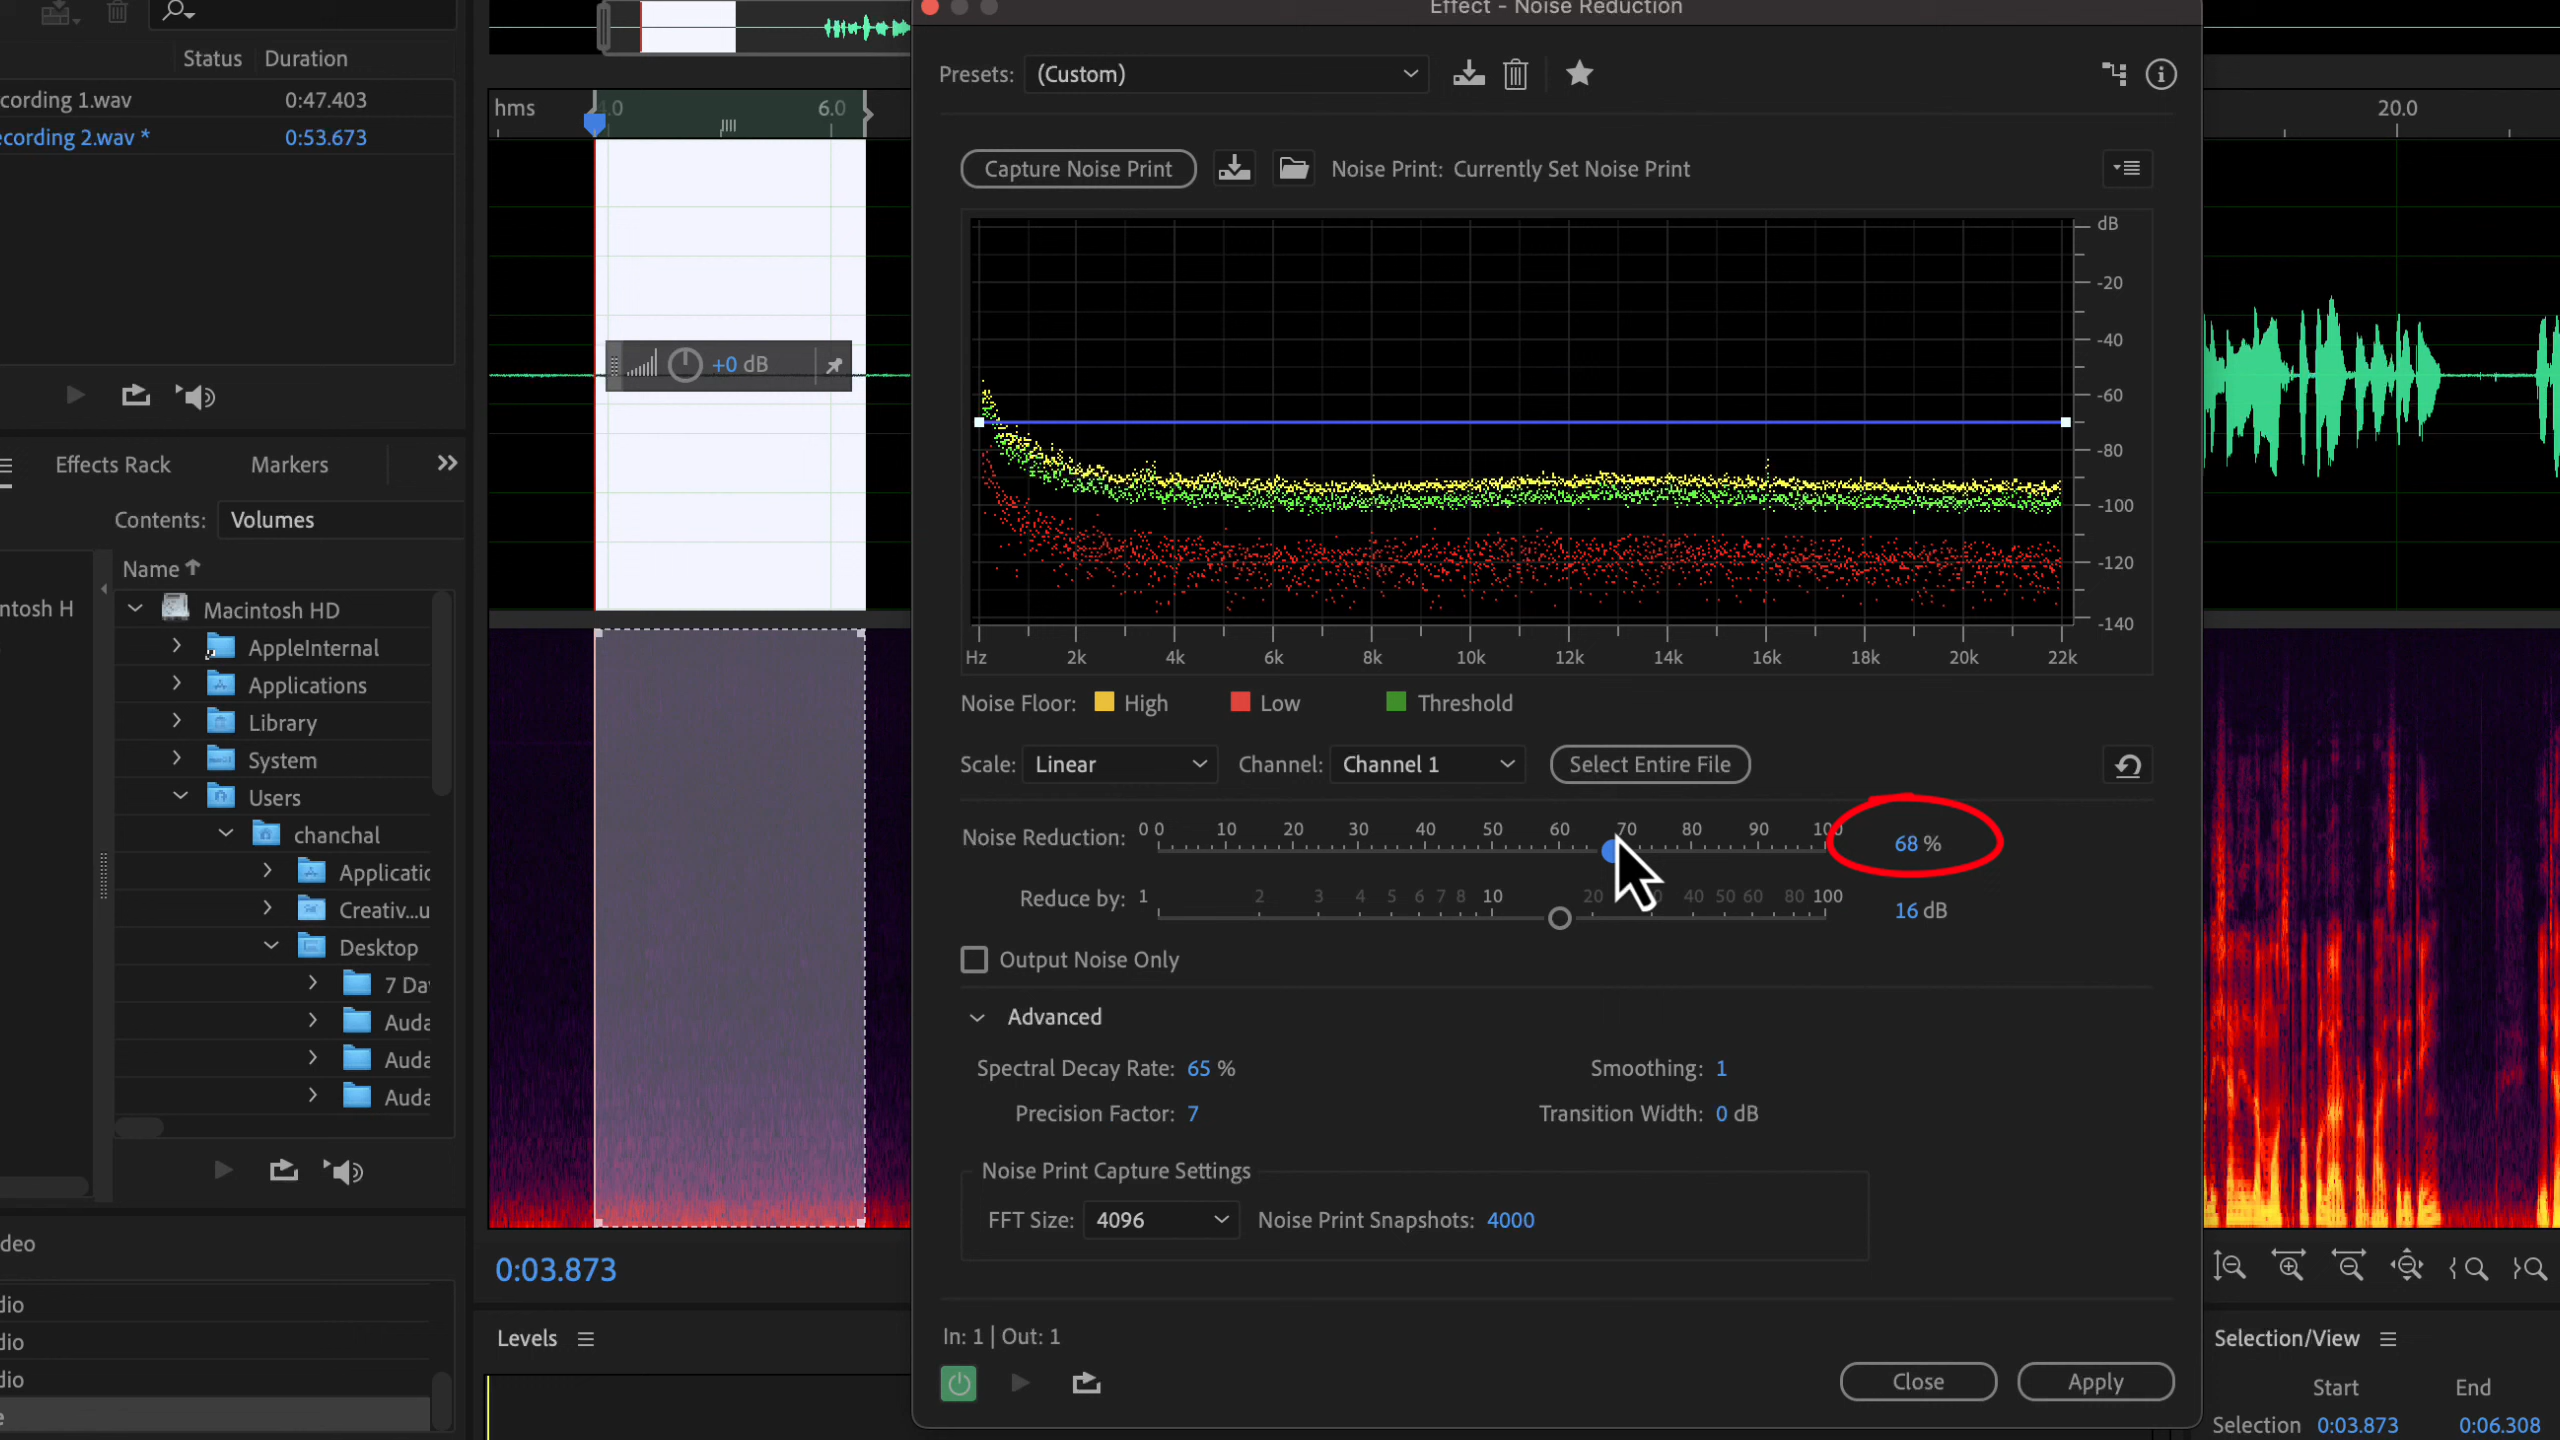 Effect - Noise Reduction
Status Duration
Presets: (Custom)
cording 1.wav 0:47.403
ecording 2.wav * 0:53.673
hms 4.0 6.0
20.0
Capture Noise Print Noise Print: Currently Set Noise Print
dB
-20
-40
-60
-80
-100
-120
-140
+0 dB
Effects Rack Markers
Contents: Volumes
Name
ntosh H
Macintosh HD
AppleInternal
Applications
Library
System
Users
chanchal
Applicatic
Creativ...u
Desktop
7 Da
Auda
Auda
Auda
Hz 2k 4k 6k 8k 10k 12k 14k 16k 18k 20k 22k
Noise Floor: High Low Threshold
Scale: Linear Channel: Channel 1 Select Entire File
Noise Reduction: 0 0 10 20 30 40 50 60 70 80 90 100 68 %
Reduce by: 1 2 3 4 5 6 7 8 10 20 40 50 60 80 100 16 dB
Output Noise Only
Advanced
Spectral Decay Rate: 65 % Smoothing: 1
Precision Factor: 7 Transition Width: 0 dB
Noise Print Capture Settings
FFT Size: 4096 Noise Print Snapshots: 4000
deo
dio
dio
dio
e
0:03.873
Levels
In: 1 | Out: 1
Close Apply
Selection/View
Start End
Selection 0:03.873 0:06.308